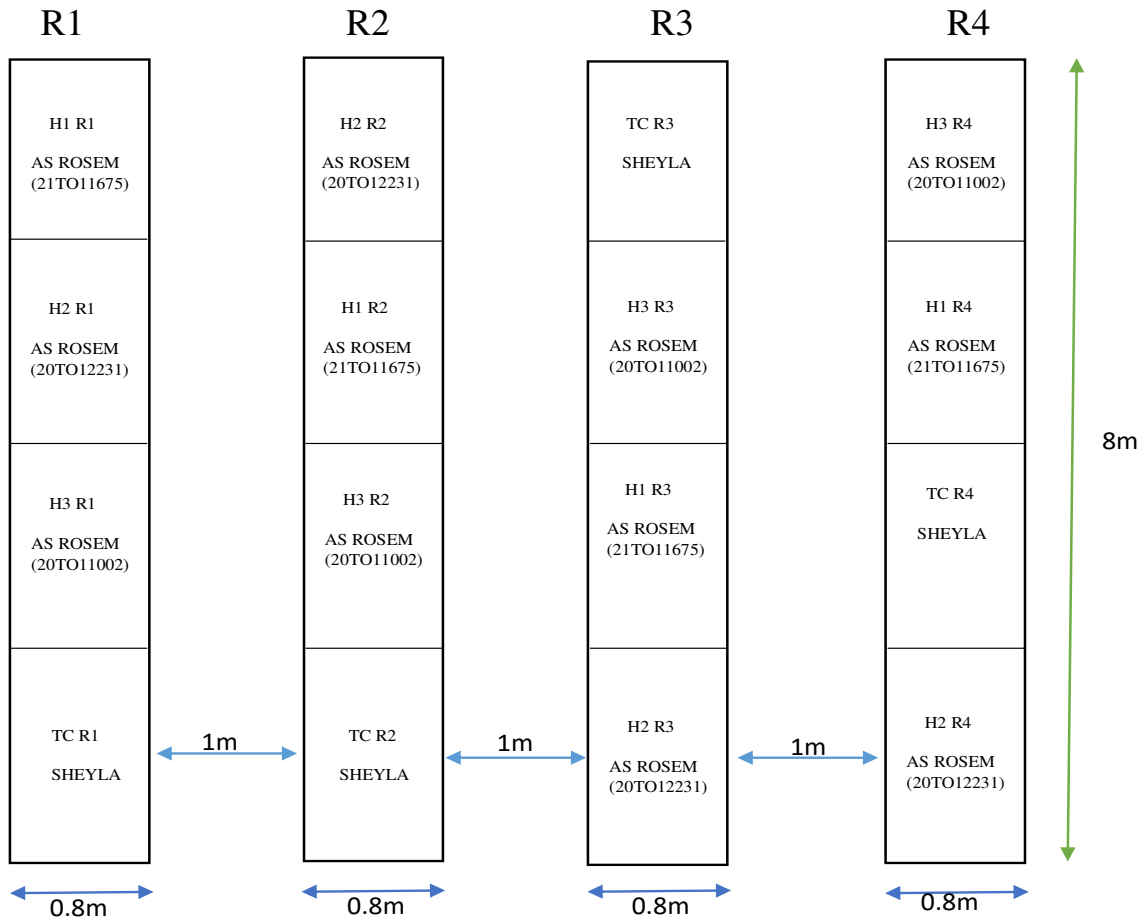 R1
R2
R3
R4
H1 R1
AS ROSEM
(21TO11675)
H2 R2
AS ROSEM
(20TO12231)
TC R3
SHEYLA
H3 R4
AS ROSEM
(20TO11002)
H2 R1
AS ROSEM
(20TO12231)
H1 R2
AS ROSEM
(21TO11675)
H3 R3
AS ROSEM
(20TO11002)
H1 R4
AS ROSEM
(21TO11675)
8m
H3 R1
AS ROSEM
(20TO11002)
H3 R2
AS ROSEM
(20TO11002)
H1 R3
AS ROSEM
(21TO11675)
TC R4
SHEYLA
TC R1
SHEYLA
1m
TC R2
SHEYLA
1m
H2 R3
AS ROSEM
(20TO12231)
1m
H2 R4
AS ROSEM
(20TO12231)
0.8m
0.8m
0.8m
0.8m